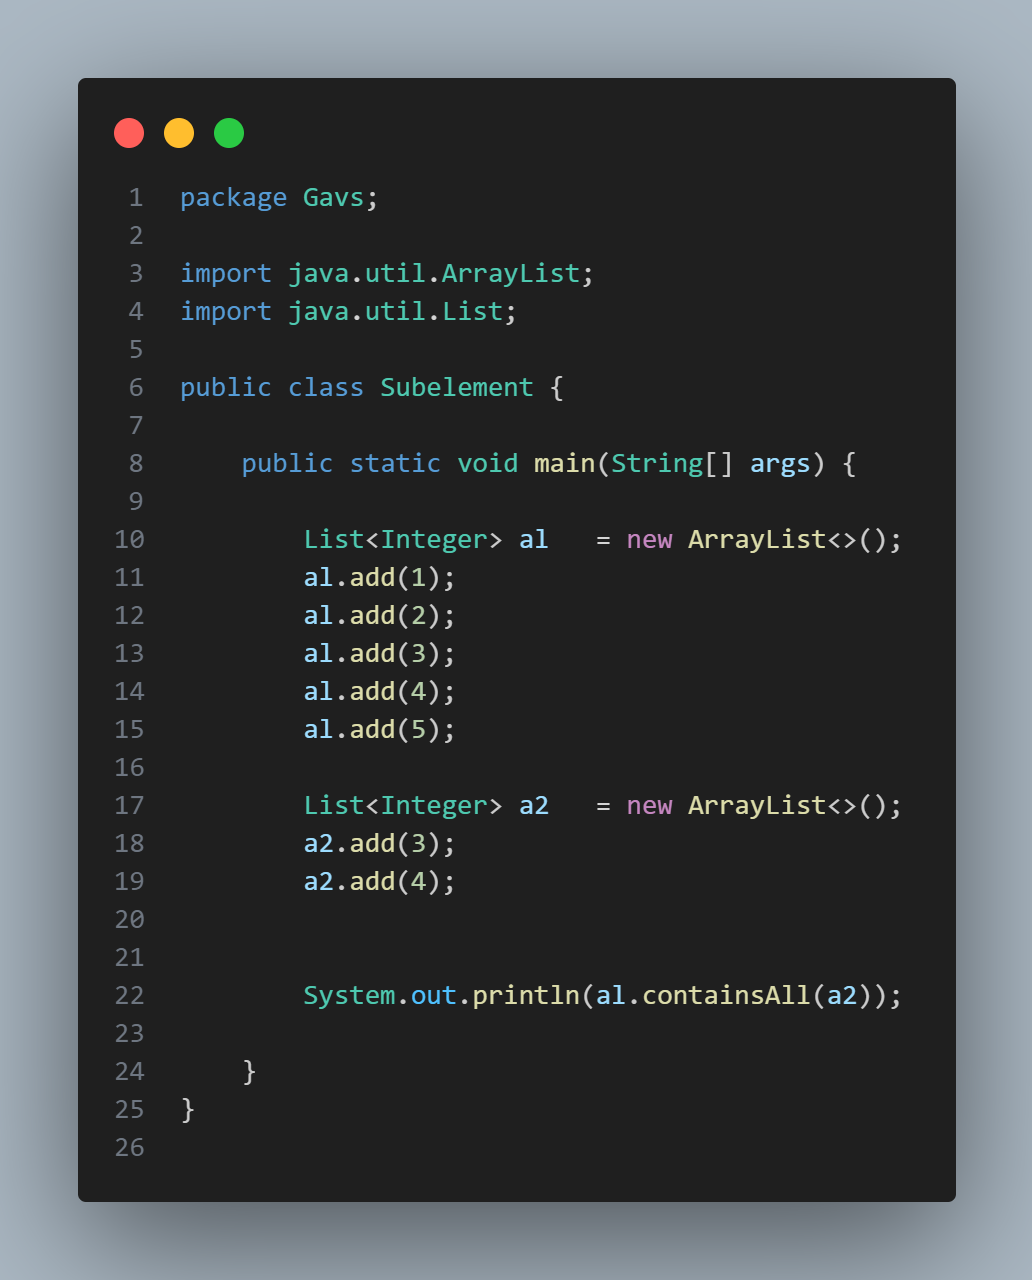 1 package Gavs;
2
3 import java.util.ArrayList;
4 import java.util.List;
5
6 public class Subelement {
7
8     public static void main(String[] args) {
9
10         List<Integer> al   = new ArrayList<>();
11         al.add(1);
12         al.add(2);
13         al.add(3);
14         al.add(4);
15         al.add(5);
16
17         List<Integer> a2   = new ArrayList<>();
18         a2.add(3);
19         a2.add(4);
20
21
22         System.out.println(al.containsAll(a2));
23
24     }
25 }
26